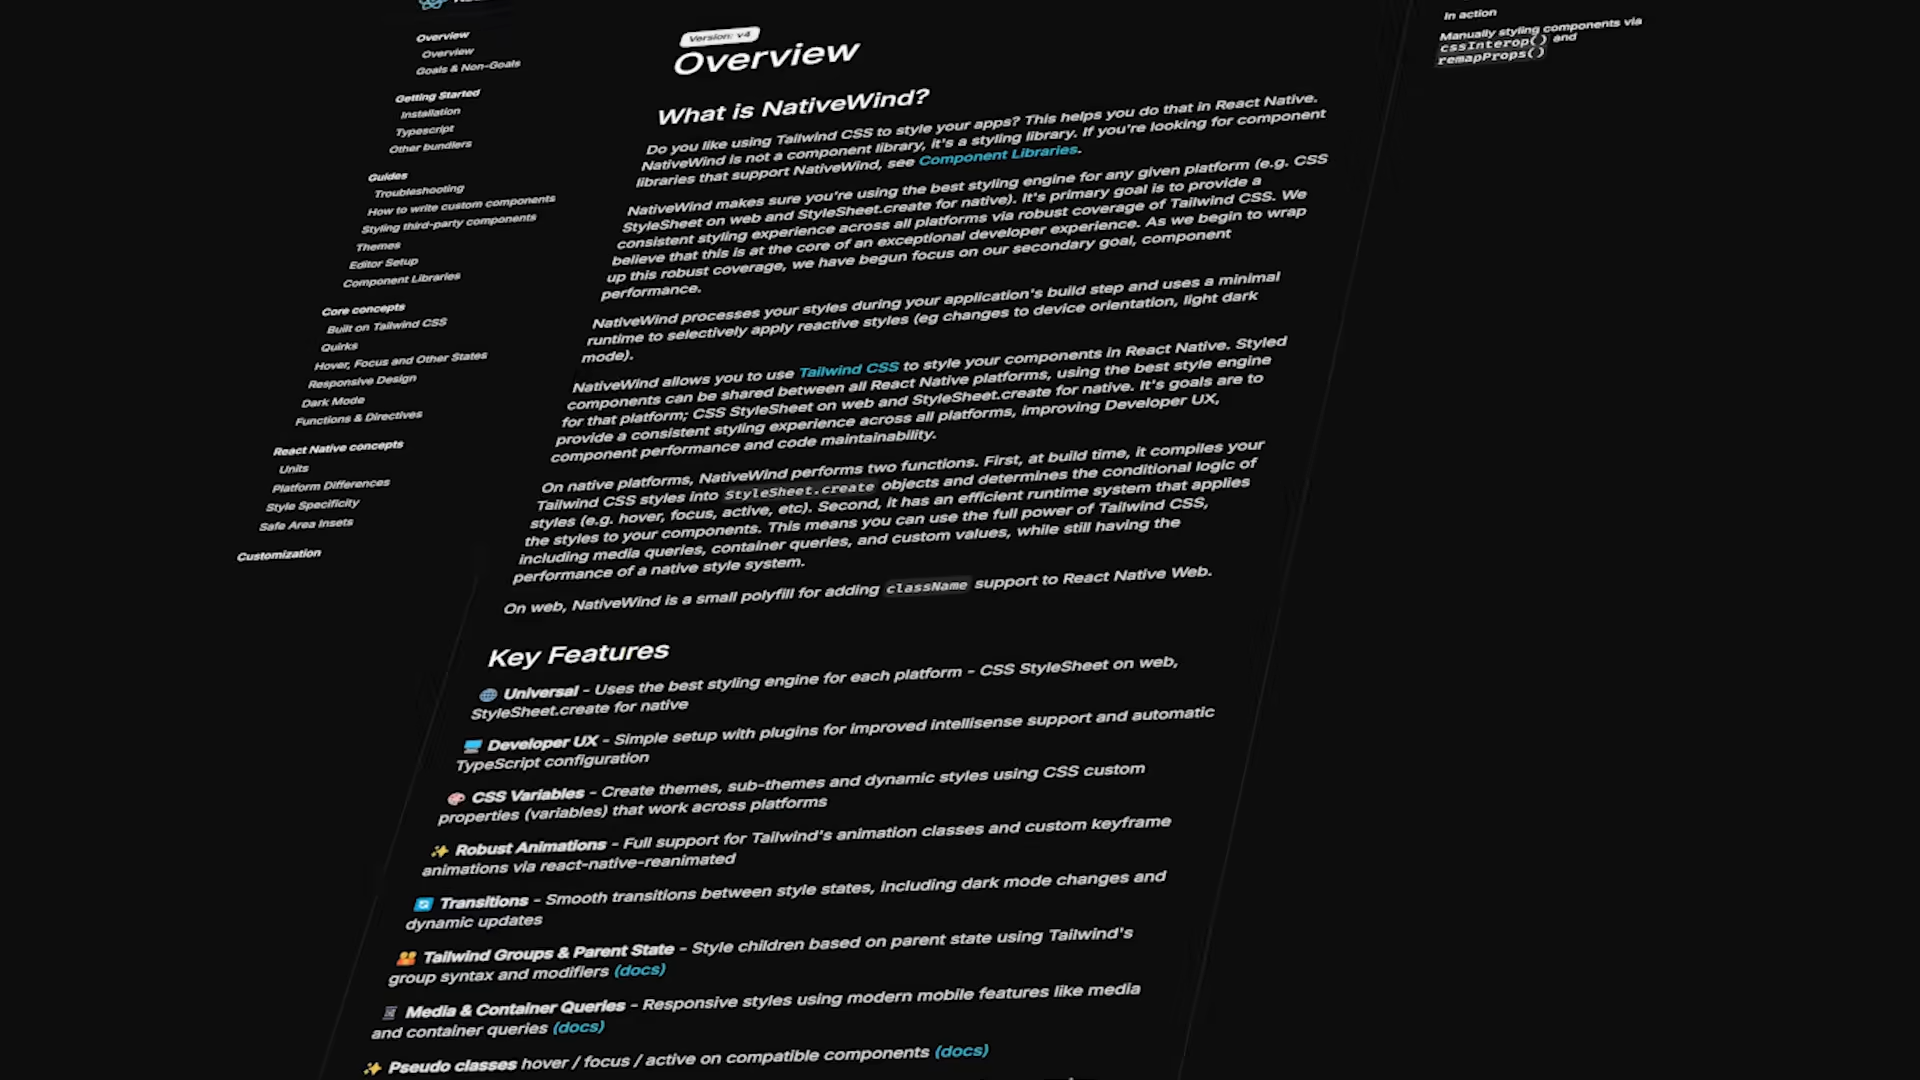 Overview
Overview
Goals & Non-Goals
Getting Started
Installation
Typescript
Other bundlers
Guides
Troubleshooting
How to write custom components
Styling third-party components
Themes
Editor Setup
Component Libraries
Core concepts
Built on Tailwind CSS
Quirks
Hover, Focus and Other States
Responsive Design
Dark Mode
Functions & Directives
React Native concepts
Units
Platform Differences
Style Specificity
Safe Area Insets
Customization
Version: v4
Overview
What is NativeWind?
Do you like using Tailwind CSS to style your apps? This helps you do that in React Native.
NativeWind is not a component library, it's a styling library. If you're looking for component
libraries that support NativeWind, see Component Libraries.
NativeWind makes sure you're using the best styling engine for any given platform (e.g. CSS
StyleSheet on web and StyleSheet.create for native). It's primary goal is to provide a
consistent styling experience across all platforms via robust coverage of Tailwind CSS. We
believe that this is at the core of an exceptional developer experience. As we begin to wrap
up this robust coverage, we have begun focus on our secondary goal, component
performance.
NativeWind processes your styles during your application's build step and uses a minimal
runtime to selectively apply reactive styles (eg changes to device orientation, light dark
mode).
NativeWind allows you to use Tailwind CSS to style your components in React Native. Styled
components can be shared between all React Native platforms, using the best style engine
for that platform; CSS StyleSheet on web and StyleSheet.create for native. It's goals are to
provide a consistent styling experience across all platforms, improving Developer UX,
component performance and code maintainability.
On native platforms, NativeWind performs two functions. First, at build time, it compiles your
Tailwind CSS styles into StyleSheet.create objects and determines the conditional logic of
styles (e.g. hover, focus, active, etc). Second, it has an efficient runtime system that applies
the styles to your components. This means you can use the full power of Tailwind CSS,
including media queries, container queries, and custom values, while still having the
performance of a native style system.
On web, NativeWind is a small polyfill for adding className support to React Native Web.
Key Features
🌐 Universal - Uses the best styling engine for each platform - CSS StyleSheet on web,
StyleSheet.create for native
🖥️ Developer UX - Simple setup with plugins for improved intellisense support and automatic
TypeScript configuration
🎨 CSS Variables - Create themes, sub-themes and dynamic styles using CSS custom
properties (variables) that work across platforms
✨ Robust Animations - Full support for Tailwind's animation classes and custom keyframe
animations via react-native-reanimated
🔄 Transitions - Smooth transitions between style states, including dark mode changes and
dynamic updates
👥 Tailwind Groups & Parent State - Style children based on parent state using Tailwind's
group syntax and modifiers (docs)
Media & Container Queries - Responsive styles using modern mobile features like media
and container queries (docs)
✨ Pseudo classes hover / focus / active on compatible components (docs)
In action
Manually styling components via
cssInterop() and
remapProps()